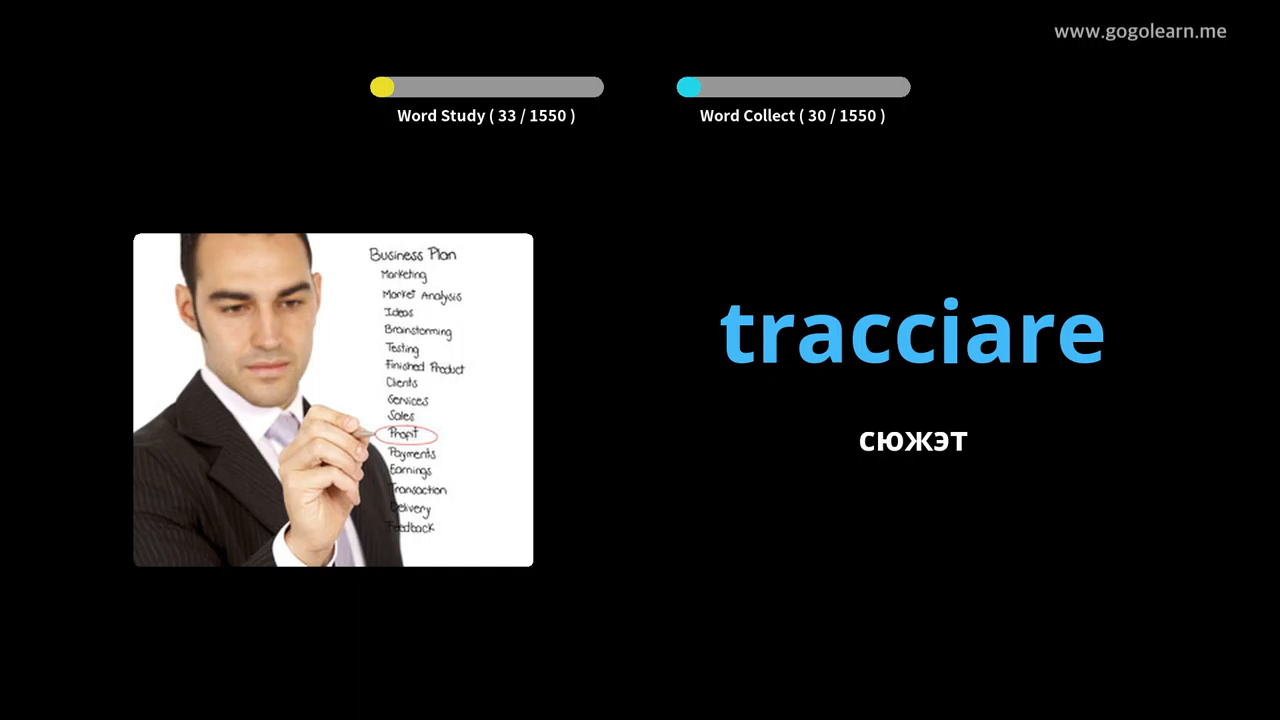 www.gogolearn.me
Word Study ( 33 / 1550 )
Word Collect ( 30 / 1550 )
Business Plan
Marketing
Market Analysis
Ideas
Brainstorming
Testing
Finished Product
Clients
Services
Sales
Profit
Payments
Earnings
Transaction
Delivery
Feedback
tracciare
сюжэт